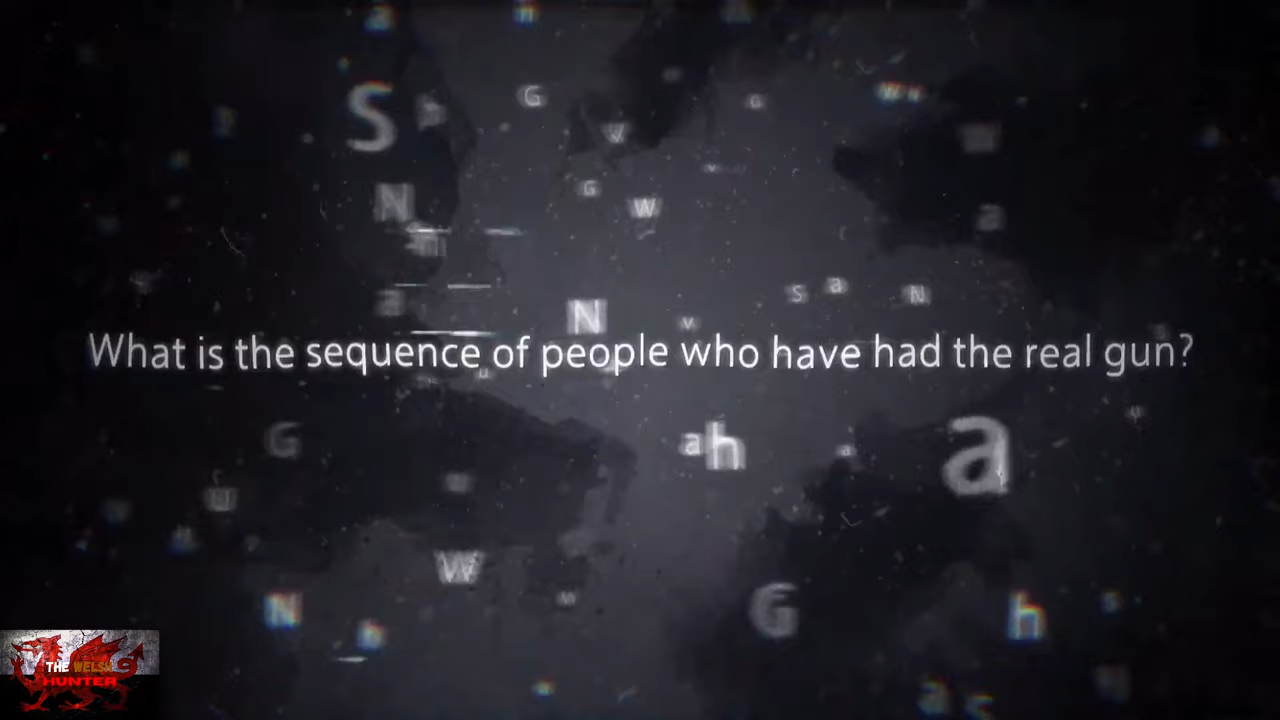 What is the sequence of people who have had the real gun?
THE WELSH
HUNTER